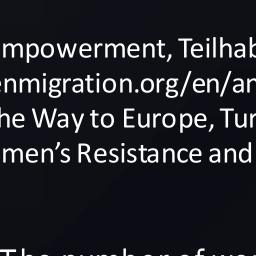 mpowerment, Teilhab
enmigration.org/en/an
he Way to Europe, Tur
men’s Resistance and
The number of wo